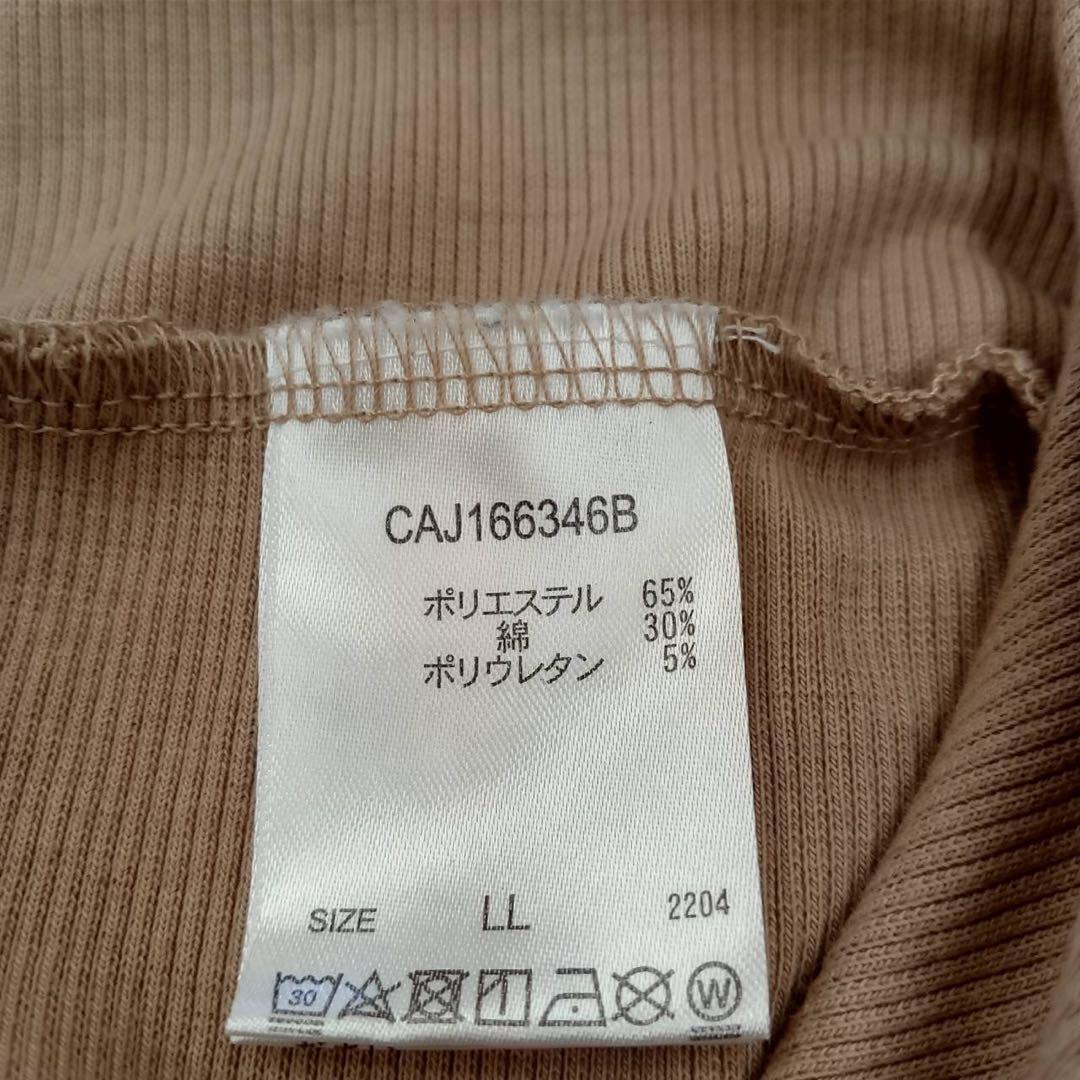 CAJ166346B
ポリエステル 65%
綿 30%
ポリウレタン 5%
SIZE LL 2204
30 W